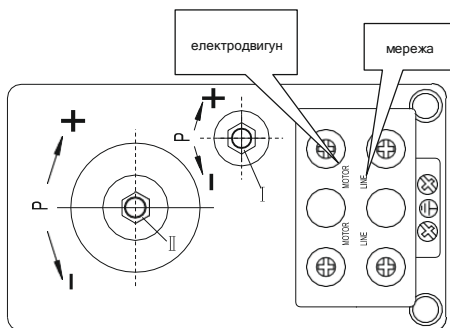 електродвигун
мережа
+
P
-
+
P
-
I
II
MOTOR
LINE
MOTOR
LINE